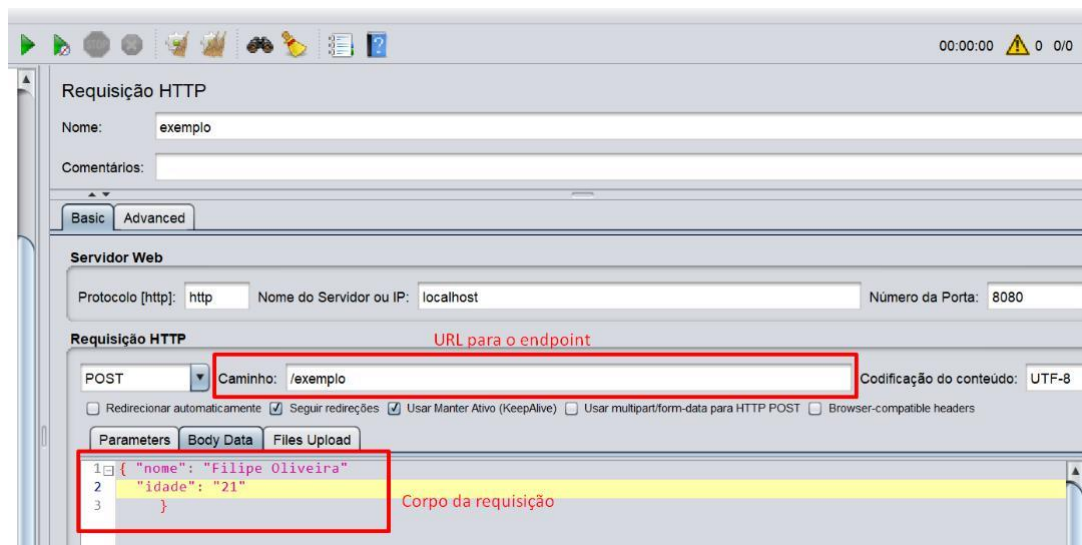 STOP
00:00:00 0 0/0
Requisição HTTP
Nome: exemplo
Comentários:
Basic Advanced
Servidor Web
Protocolo [http]: http Nome do Servidor ou IP: localhost Número da Porta: 8080
Requisição HTTP URL para o endpoint
POST Caminho: /exemplo Codificação do conteúdo: UTF-8
Redirecionar automaticamente Seguir redireções Usar Manter Ativo (KeepAlive) Usar multipart/form-data para HTTP POST Browser-compatible headers
Parameters Body Data Files Upload
1 { "nome": "Filipe Oliveira"
2 "idade": "21"
3 }
Corpo da requisição